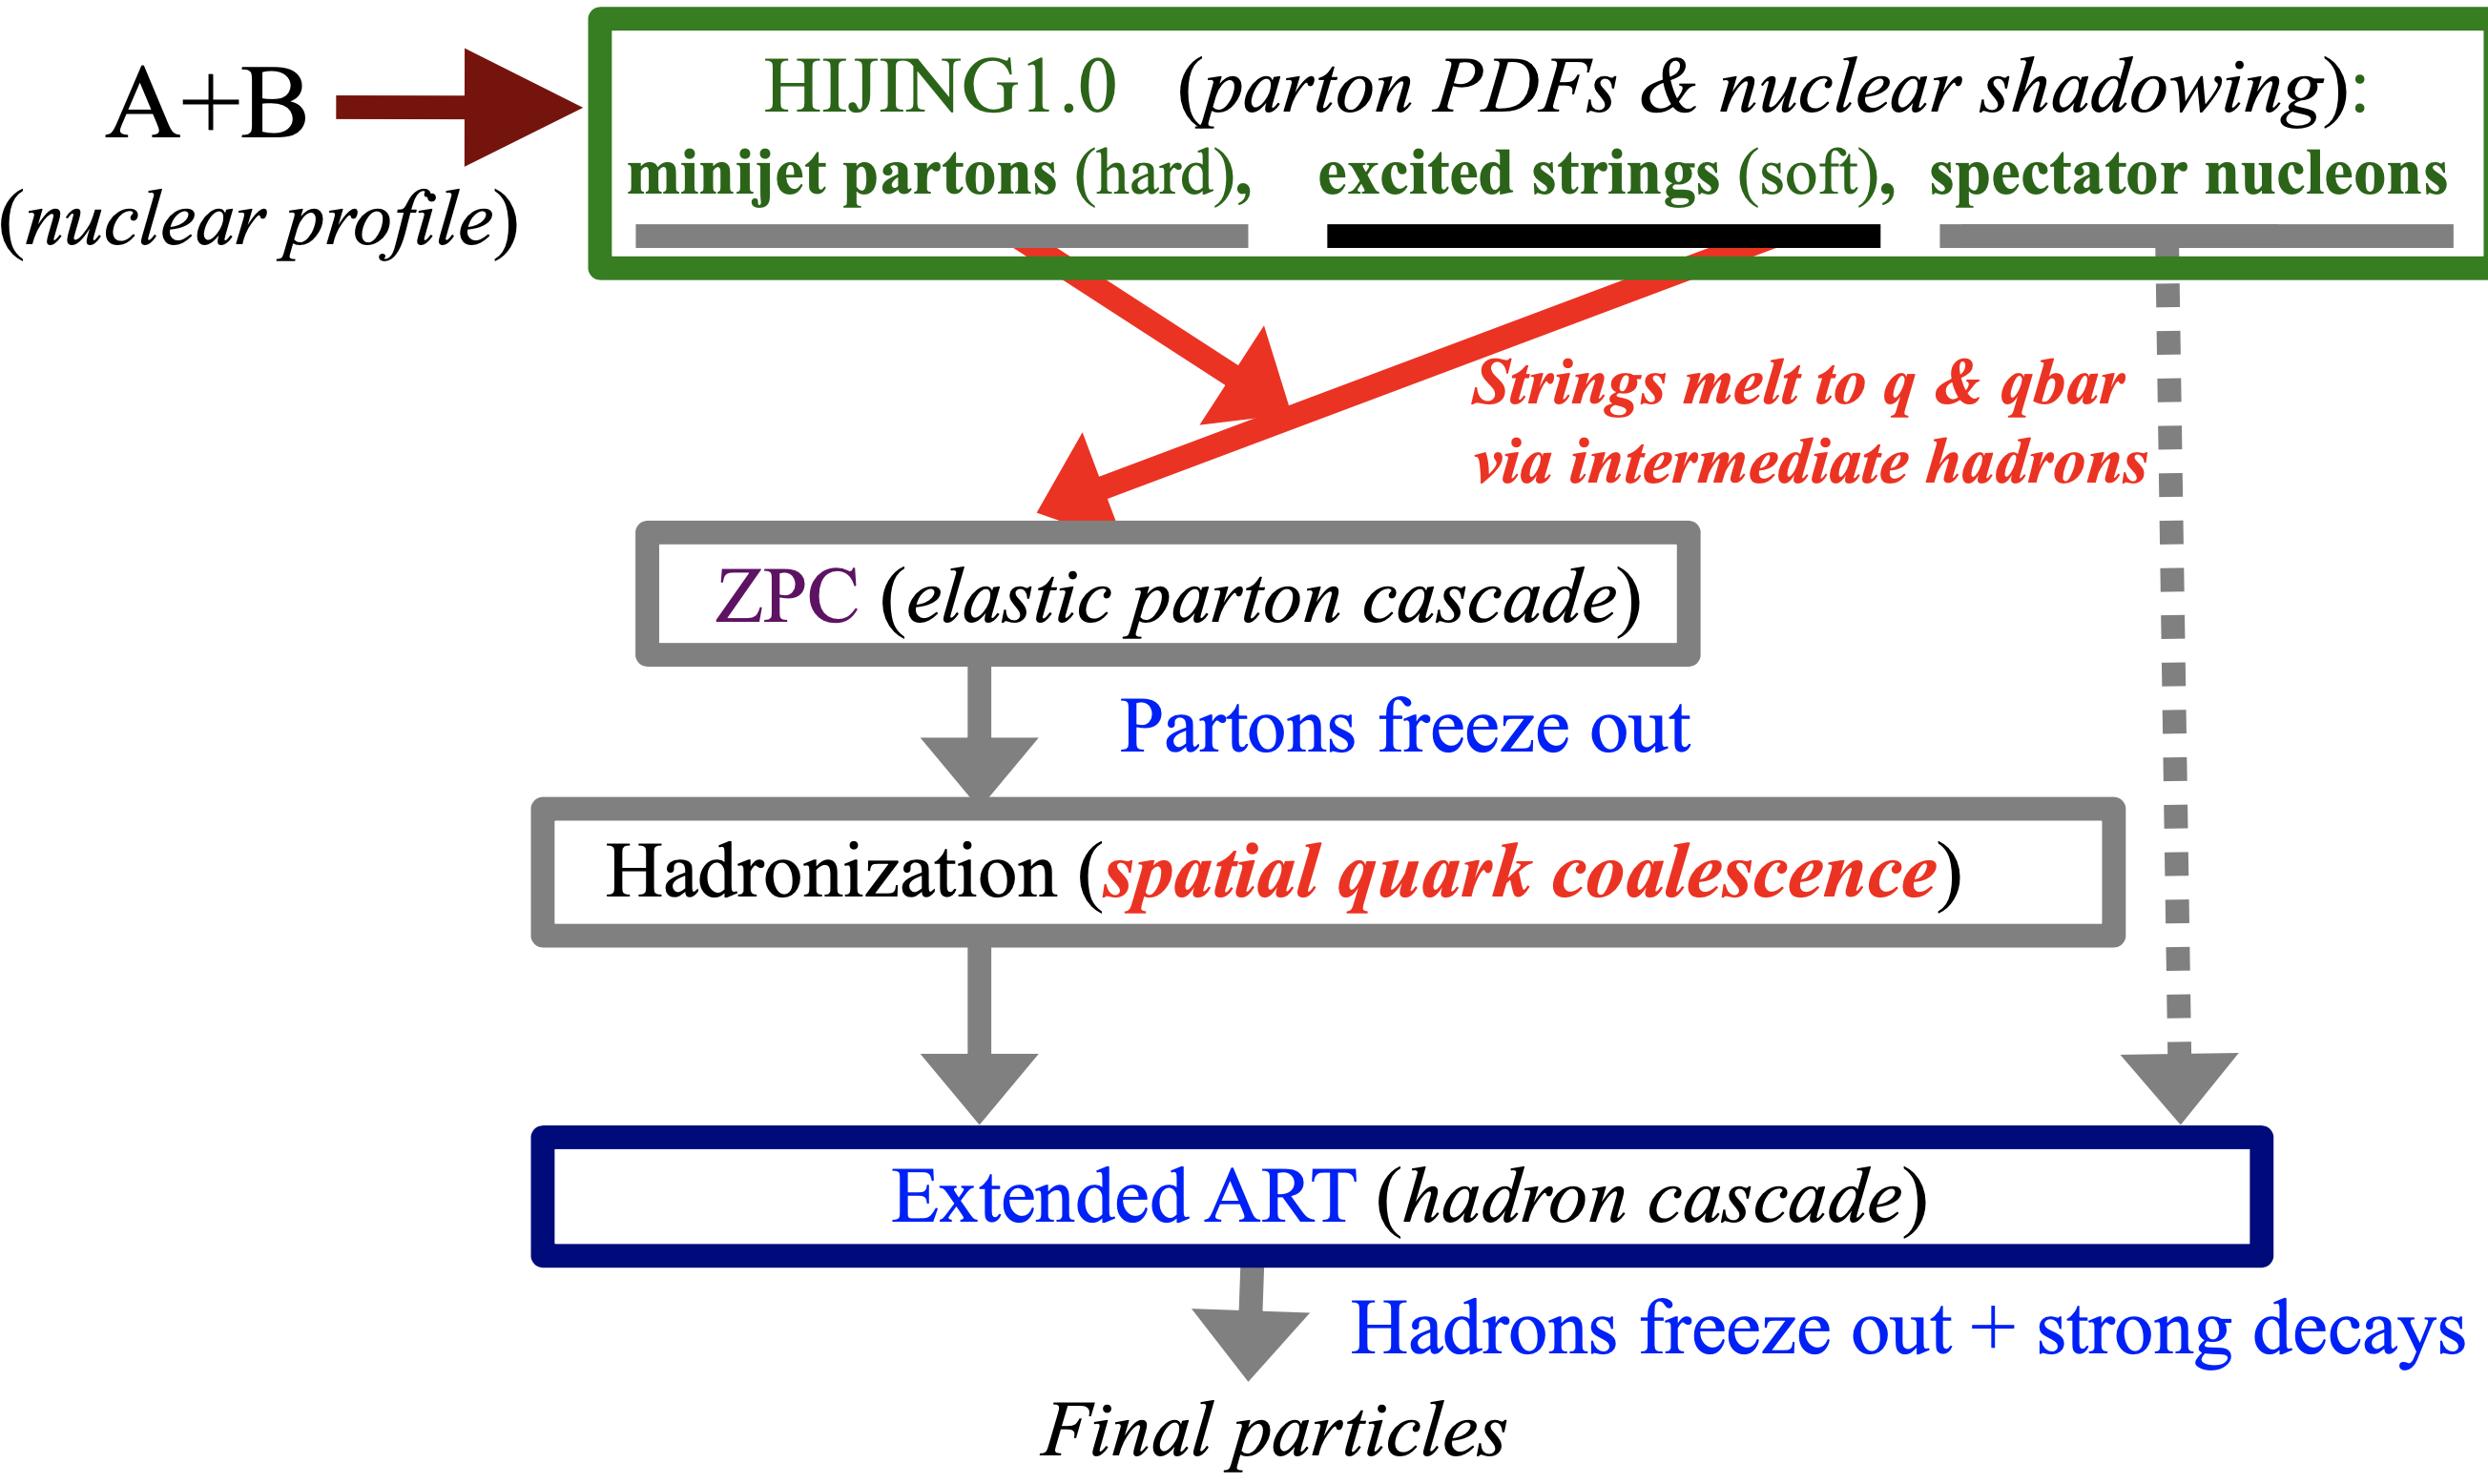 A+B
(nuclear profile)
HIJING1.0 (parton PDFs & nuclear shadowing):
minijet partons (hard), excited strings (soft), spectator nucleons
Strings melt to q & qbar
via intermediate hadrons
ZPC (elastic parton cascade)
Partons freeze out
Hadronization (spatial quark coalescence)
Extended ART (hadron cascade)
Hadrons freeze out + strong decays
Final particles